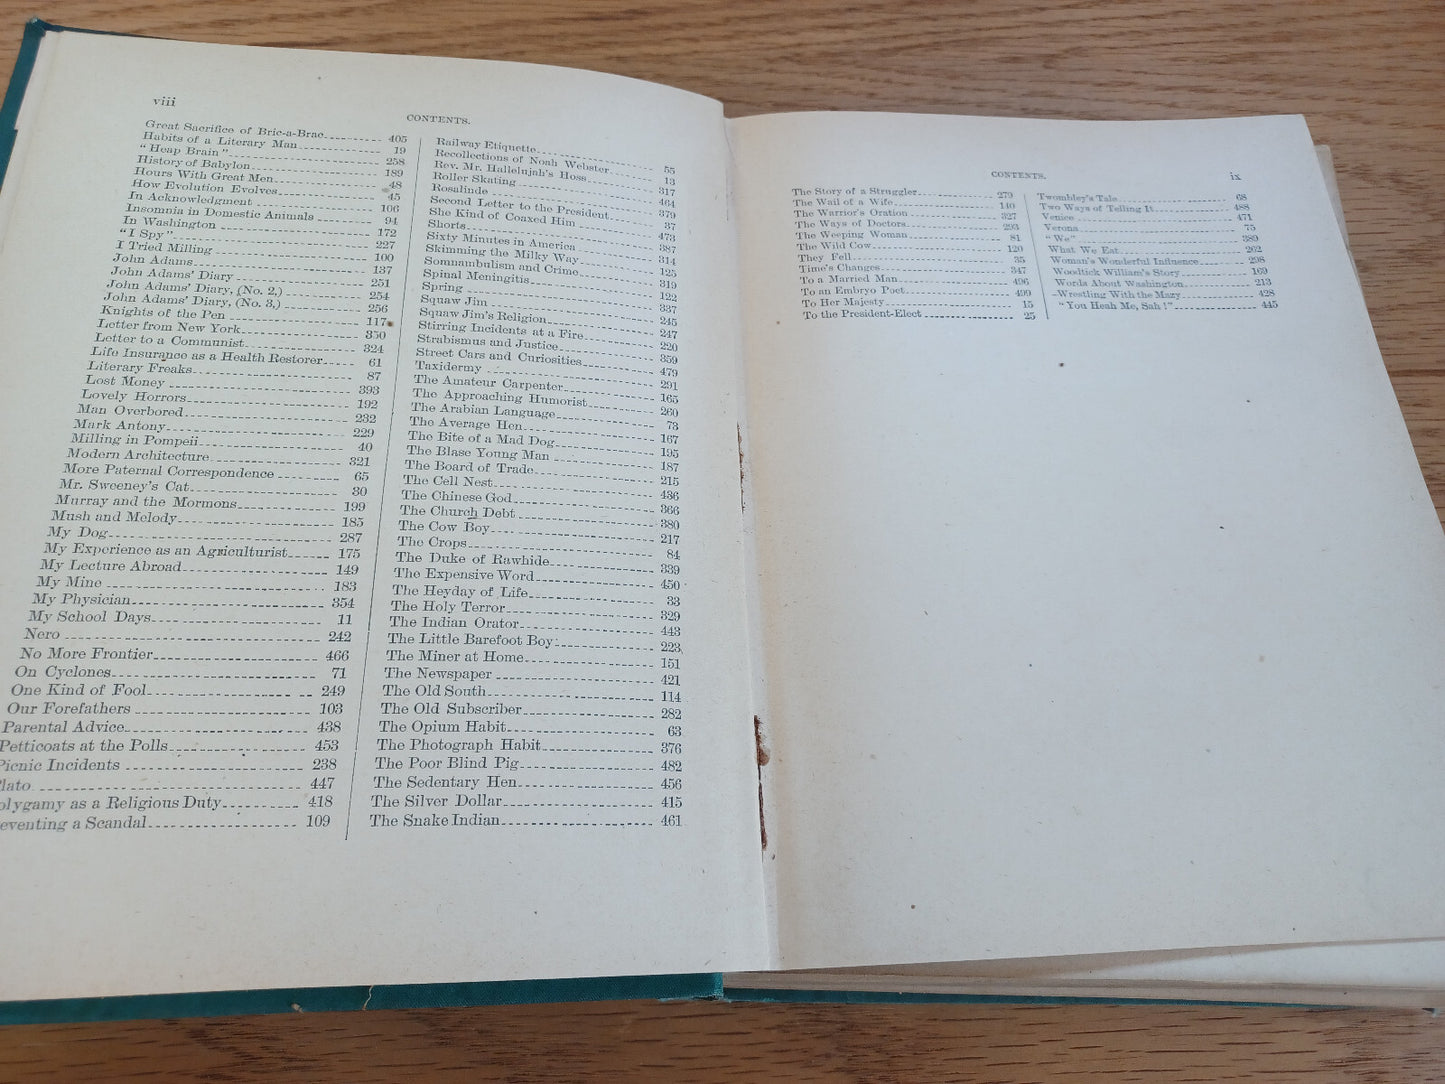 viii
CONTENTS.
Great Sacrifice of Bric-a-Brac 405
Habits of a Literary Man 19
"Heap Brain" 258
History of Babylon 189
Hours With Great Men 48
How Evolution Evolves 45
In Acknowledgment 106
Insomnia in Domestic Animals 94
In Washington 172
"I Spy" 227
I Tried Milling 100
John Adams 137
John Adams' Diary 251
John Adams' Diary, (No. 2,) 254
John Adams' Diary, (No. 3,) 256
Knights of the Pen 117
Letter from New York 350
Letter to a Communist 324
Life Insurance as a Health Restorer 61
Literary Freaks 87
Lost Money 393
Lovely Horrors 192
Man Overbored 232
Mark Antony 229
Milling in Pompeii 40
Modern Architecture 321
More Paternal Correspondence 65
Mr. Sweeney's Cat 30
Murray and the Mormons 199
Mush and Melody 185
My Dog 287
My Experience as an Agriculturist 175
My Lecture Abroad 149
My Mine 183
My Physician 354
My School Days 11
Nero 242
No More Frontier 466
On Cyclones 71
One Kind of Fool 249
Our Forefathers 103
Parental Advice 438
Petticoats at the Polls 453
Picnic Incidents 238
lato 447
olygamy as a Religious Duty 418
eventing a Scandal 109
Railway Etiquette 55
Recollections of Noah Webster 13
Rev. Mr. Hallelujah's Hoss 317
Roller Skating 464
Rosalinde 379
Second Letter to the President 37
She Kind of Coaxed Him 473
Shorts 387
Sixty Minutes in America 314
Skimming the Milky Way 125
Somnambulism and Crime 319
Spinal Meningitis 122
Spring 337
Squaw Jim 245
Squaw Jim's Religion 247
Stirring Incidents at a Fire 220
Strabismus and Justice 359
Street Cars and Curiosities 479
Taxidermy 291
The Amateur Carpenter 165
The Approaching Humorist 260
The Arabian Language 73
The Average Hen 167
The Bite of a Mad Dog 195
The Blase Young Man 187
The Board of Trade 215
The Cell Nest 436
The Chinese God 366
The Church Debt 380
The Cow Boy 217
The Crops 84
The Duke of Rawhide 339
The Expensive Word 450
The Heyday of Life 33
The Holy Terror 329
The Indian Orator 443
The Little Barefoot Boy 223
The Miner at Home 151
The Newspaper 421
The Old South 114
The Old Subscriber 282
The Opium Habit 63
The Photograph Habit 376
The Poor Blind Pig 482
The Sedentary Hen 456
The Silver Dollar 415
The Snake Indian 461
CONTENTS.
ix
The Story of a Struggler 279
The Wail of a Wife 140
The Warrior's Oration 327
The Ways of Doctors 293
The Weeping Woman 81
The Wild Cow 120
They Fell 35
Time's Changes 347
To a Married Man 496
To an Embryo Poet 499
To Her Majesty 15
To the President-Elect 25
Twombley's Tale 68
Two Ways of Telling It 488
Venice 471
Verona 75
"We" 389
What We Eat 262
Woman's Wonderful Influence 298
Woodtick William's Story 169
Words About Washington 213
Wrestling With the Mazy 428
"You Heah Me, Sah!" 445